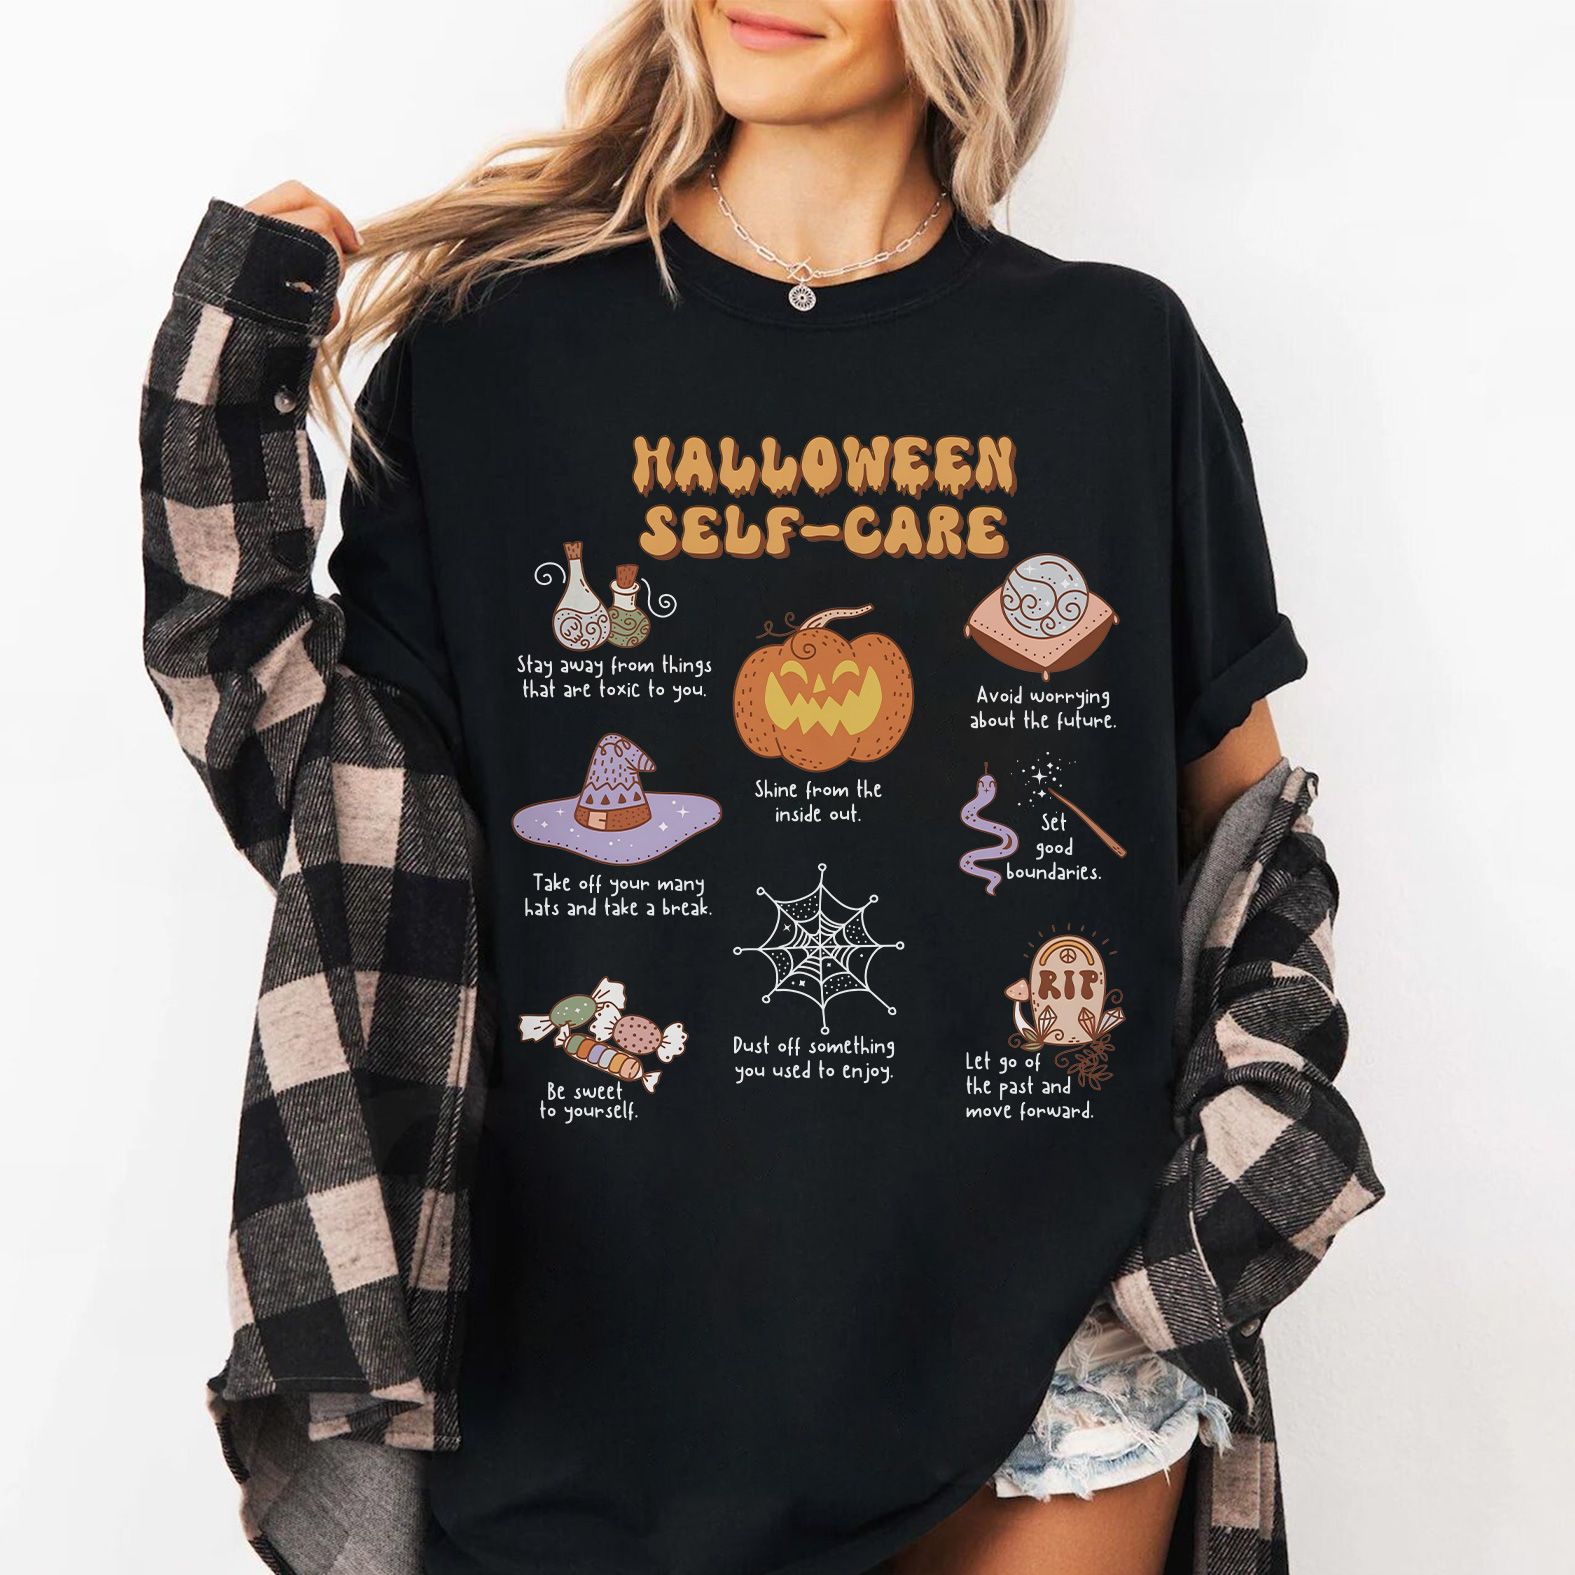 HALLOWEEN
SELF-CARE
Stay away from things
that are toxic to you.
Shine from the
inside out.
Avoid worrying
about the future.
Take off your many
hats and take a break.
Set
good
boundaries.
Be sweet
to yourself.
Dust off something
you used to enjoy.
RIP
Let go of
the past and
move forward.